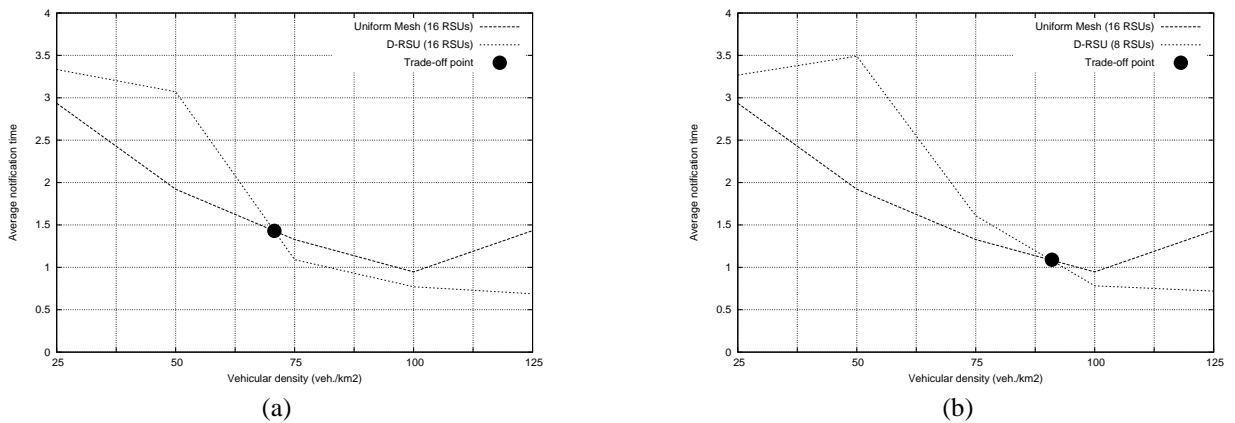 4
3.5
3
2.5
2
1.5
1
0.5
0
25
50
75
100
125
Average notification time
Vehicular density (veh./km2)
Uniform Mesh (16 RSUs)
D-RSU (16 RSUs)
Trade-off point
(a)
4
3.5
3
2.5
2
1.5
1
0.5
0
25
50
75
100
125
Average notification time
Vehicular density (veh./km2)
Uniform Mesh (16 RSUs)
D-RSU (8 RSUs)
Trade-off point
(b)